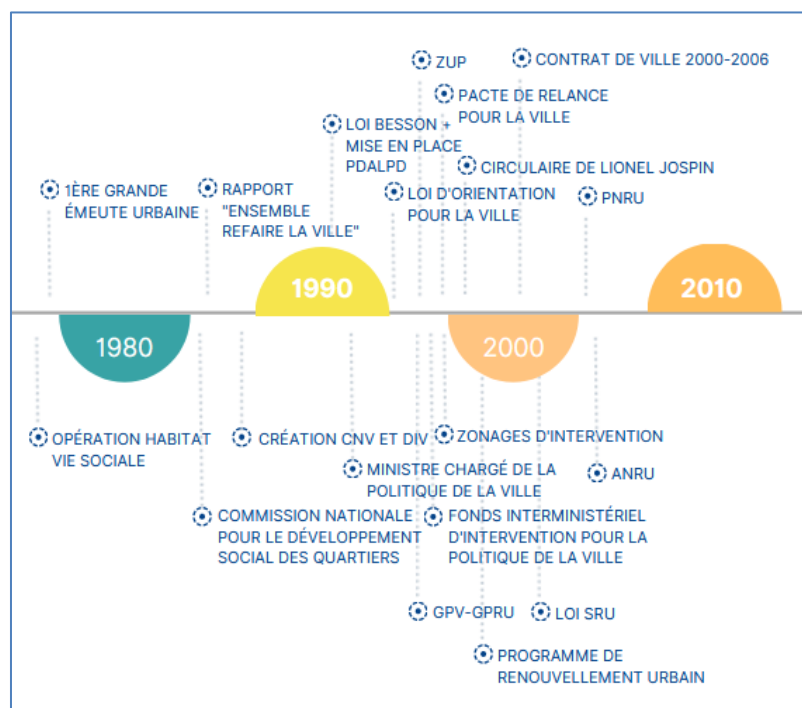 ZUP
CONTRAT DE VILLE 2000-2006
PACTE DE RELANCE
POUR LA VILLE
LOI BESSON +
MISE EN PLACE
PDALPD
CIRCULAIRE DE LIONEL JOSPIN
1ÈRE GRANDE
ÉMEUTE URBAINE
RAPPORT
"ENSEMBLE
REFAIRE LA VILLE"
LOI D'ORIENTATION
POUR LA VILLE
PNRU
1990
2010
1980
2000
OPÉRATION HABITAT
VIE SOCIALE
CRÉATION CNV ET DIV
ZONAGES D'INTERVENTION
MINISTRE CHARGÉ DE LA
POLITIQUE DE LA VILLE
ANRU
COMMISSION NATIONALE
POUR LE DÉVELOPPEMENT
SOCIAL DES QUARTIERS
FONDS INTERMINISTÉRIEL
D'INTERVENTION POUR LA
POLITIQUE DE LA VILLE
GPV-GPRU
LOI SRU
PROGRAMME DE
RENOUVELLEMENT URBAIN